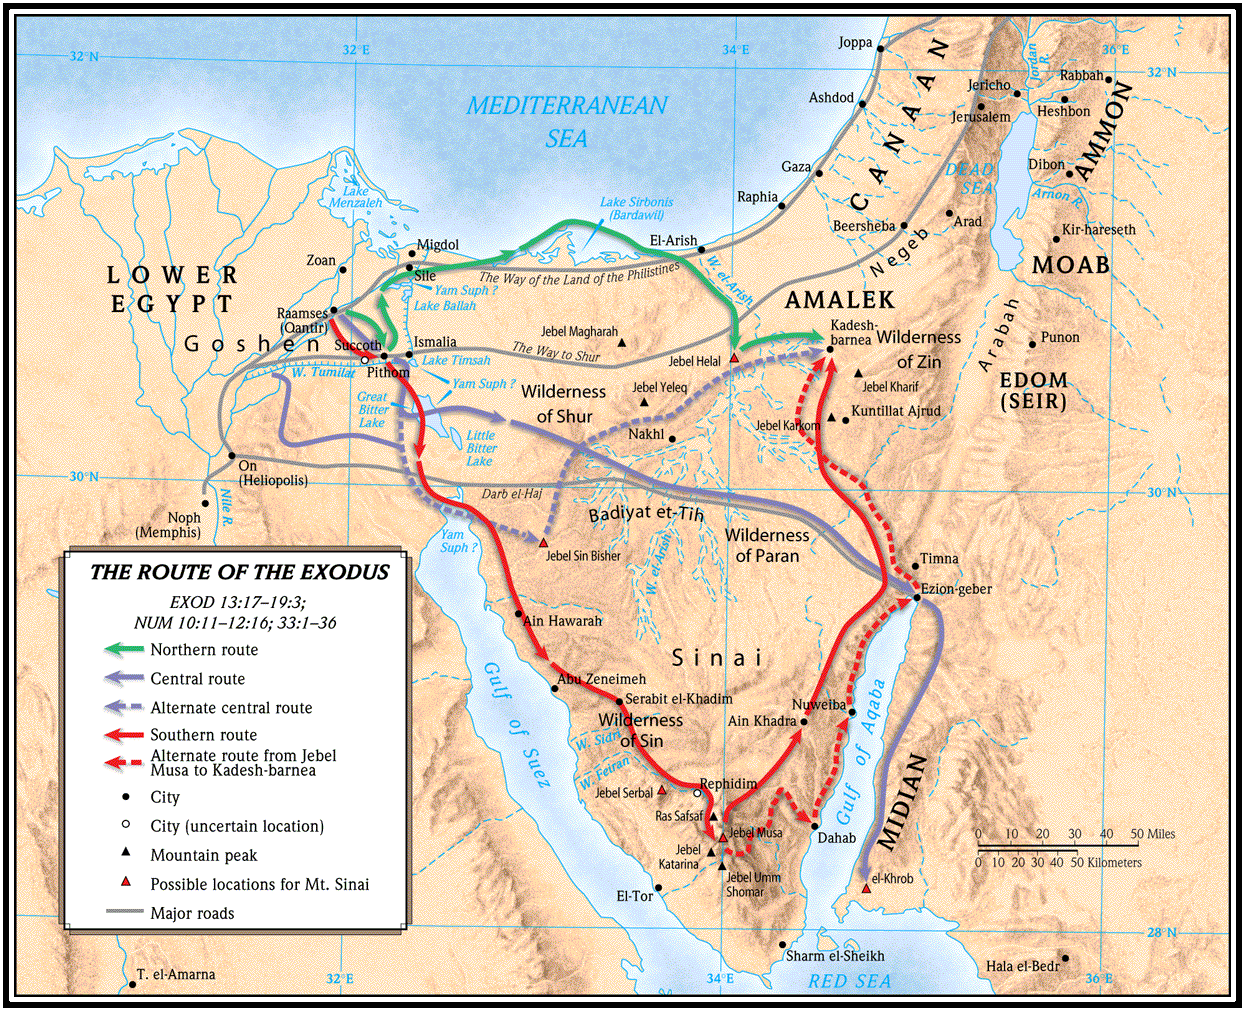 32°N
32°E
34°E
36°E
32°N
MEDITERRANEAN
SEA
Joppa
Ashdod
Gaza
Raphia
El-Arish
CANAAN
Jericho
Jerusalem
Jordan
R.
Rabbah
Heshbon
AMMON
Dibon
DEAD
SEA
Arnon R.
Beersheba
Arad
Negeb
Kir-hareseth
MOAB
Lake
Menzaleh
Lake Sirbonis
(Bardawil)
Migdol
Zoan
Sile
The Way of the Land of the Philistines
W. el-Arish
LOWER
EGYPT
Yam Suph ?
Lake Ballah
Raamses
(Qantir)
Goshen
Succoth
Ismalia
Jebel Magharah
The Way to Shur
Lake Timsah
Pithom
W. Tumilat
Yam Suph ?
Great
Bitter
Lake
Little
Bitter
Lake
Wilderness
of Shur
Jebel Helal
Jebel Yeleq
Nakhl
AMALEK
Kadesh-
barnea
Wilderness
of Zin
Jebel Kharif
Kuntillat Ajrud
Jebel Karkom
Arabah
Punon
EDOM
(SEIR)
On
(Heliopolis)
30°N
30°N
Nile R.
Noph
(Memphis)
Darb el-Haj
Badiyat et-Tih
Yam
Suph ?
Jebel Sin Bisher
W. el-Arish
Wilderness
of Paran
Timna
Ezion-geber
THE ROUTE OF THE EXODUS
EXOD 13:17–19:3;
NUM 10:11–12:16; 33:1–36
Northern route
Central route
Alternate central route
Southern route
Alternate route from Jebel
Musa to Kadesh-barnea
City
City (uncertain location)
Mountain peak
Possible locations for Mt. Sinai
Major roads
Ain Hawarah
Sinai
Abu Zeneimeh
Serabit el-Khadim
Wilderness
of Sin
Gulf of Suez
W. Sidri
W. Feiran
Ain Khadra
Nuweiba
Gulf of Aqaba
Rephidim
Jebel Serbal
Ras Safsaf
Jebel Musa
Jebel
Katarina
Jebel Umm
Shomar
Dahab
MIDIAN
el-Khrob
0 10 20 30 40 50 Miles
0 10 20 30 40 50 Kilometers
El-Tor
Sharm el-Sheikh
28°N
Hala el-Bedr
T. el-Amarna
32°E
34°E
RED SEA
36°E